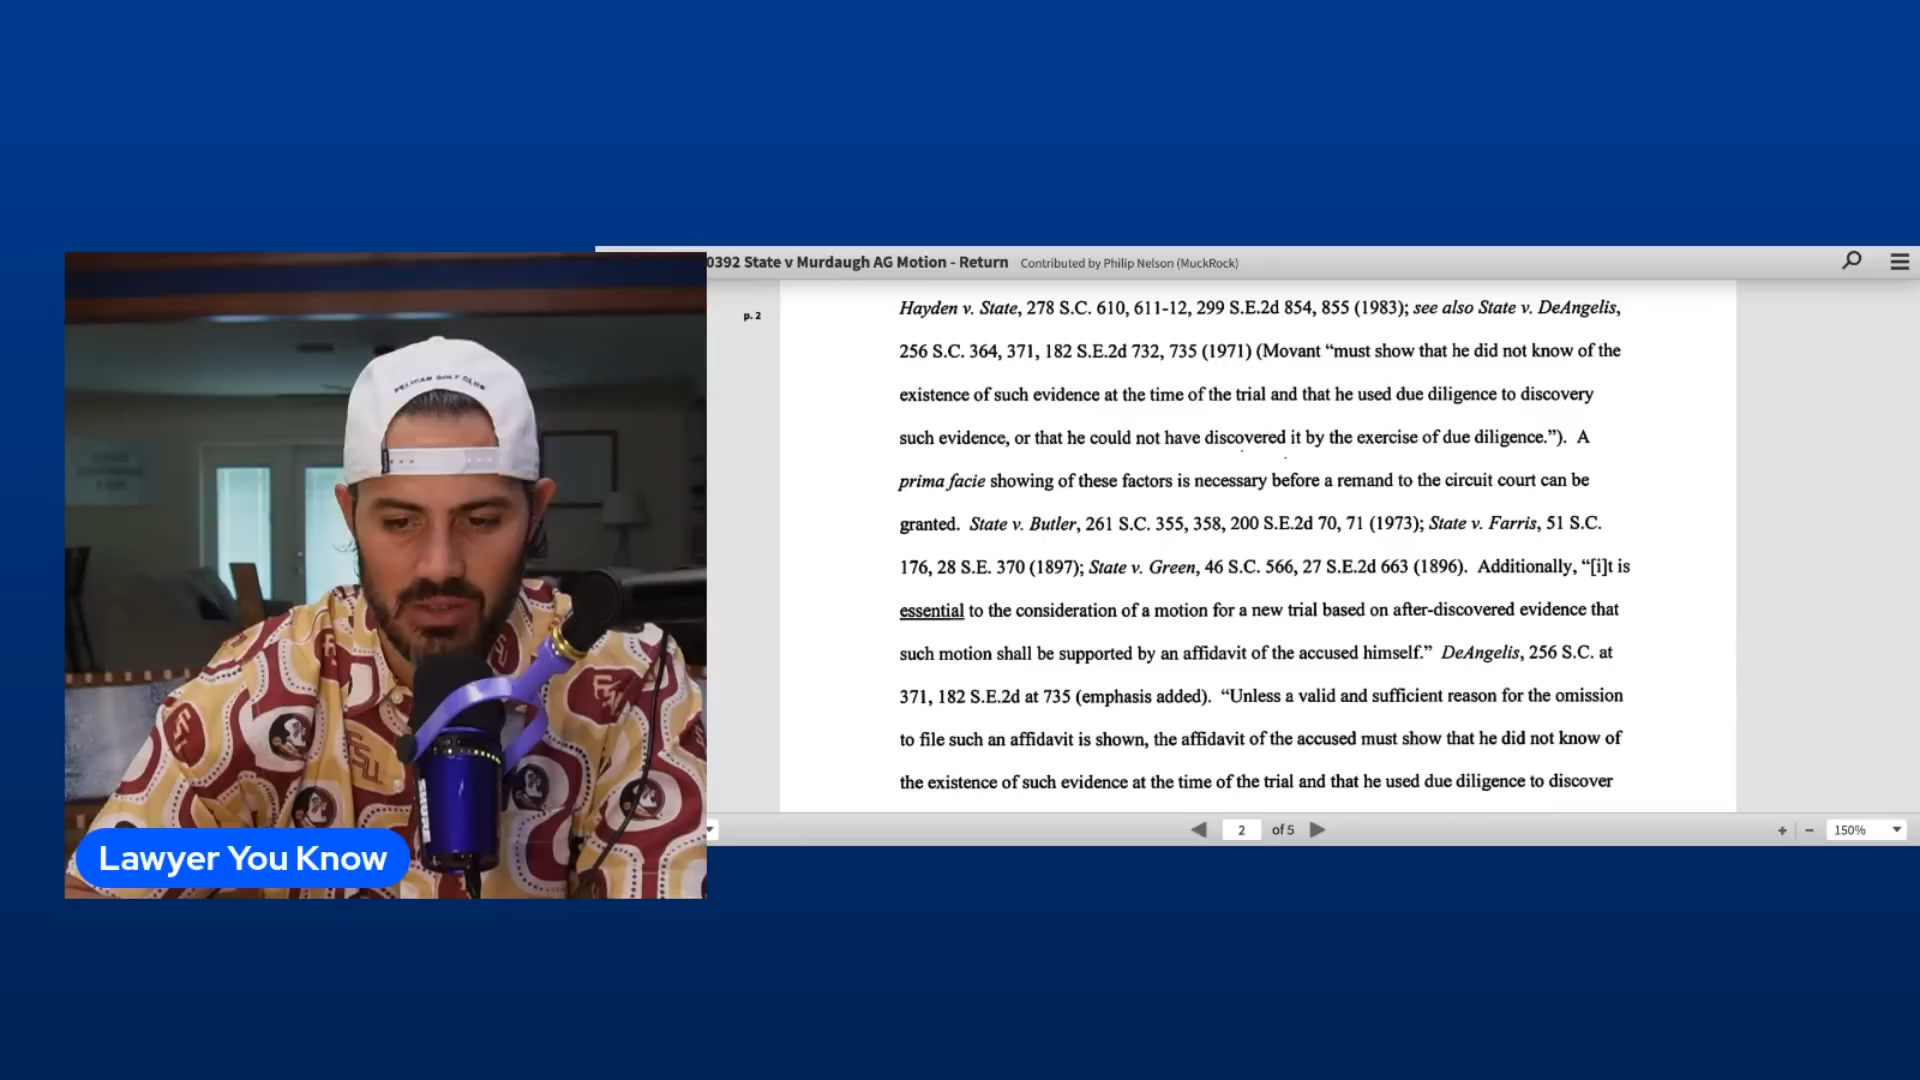 0392 State v Murdaugh AG Motion - Return Contributed by Philip Nelson (MuckRock)
p. 2
Hayden v. State, 278 S.C. 610, 611-12, 299 S.E.2d 854, 855 (1983); see also State v. DeAngelis,
256 S.C. 364, 371, 182 S.E.2d 732, 735 (1971) (Movant “must show that he did not know of the
existence of such evidence at the time of the trial and that he used due diligence to discovery
such evidence, or that he could not have discovered it by the exercise of due diligence.”). A
prima facie showing of these factors is necessary before a remand to the circuit court can be
granted. State v. Butler, 261 S.C. 355, 358, 200 S.E.2d 70, 71 (1973); State v. Farris, 51 S.C.
176, 28 S.E. 370 (1897); State v. Green, 46 S.C. 566, 27 S.E.2d 663 (1896). Additionally, “[i]t is
essential to the consideration of a motion for a new trial based on after-discovered evidence that
such motion shall be supported by an affidavit of the accused himself.” DeAngelis, 256 S.C. at
371, 182 S.E.2d at 735 (emphasis added). “Unless a valid and sufficient reason for the omission
to file such an affidavit is shown, the affidavit of the accused must show that he did not know of
the existence of such evidence at the time of the trial and that he used due diligence to discover
2 of 5
+ − 150%
PELICAN GOLF CLUB
FSU
SHURE
Lawyer You Know